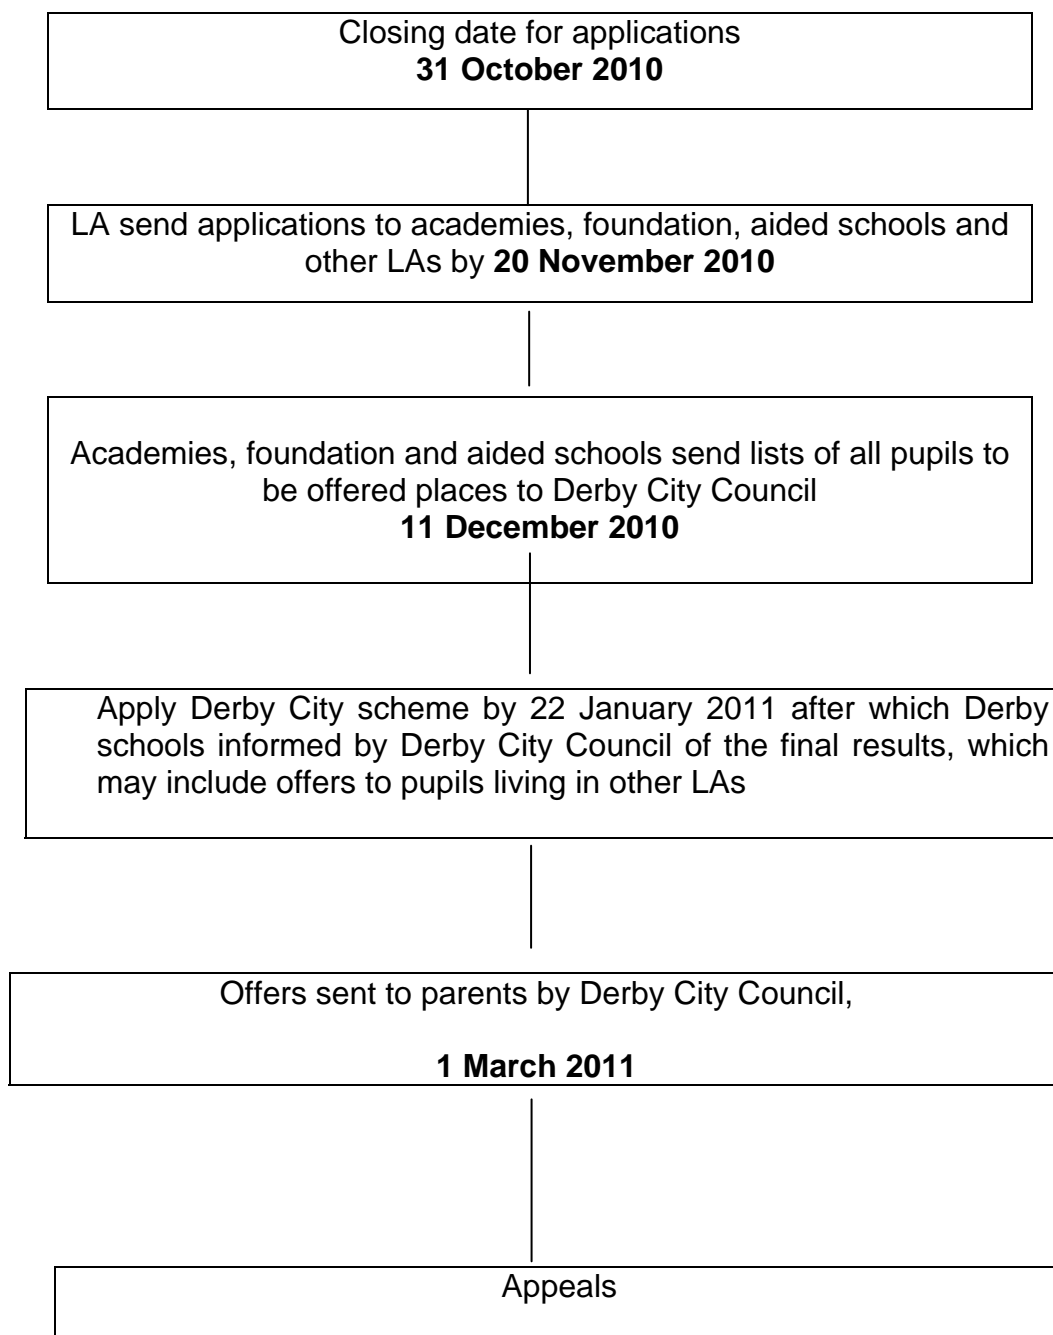 Closing date for applications
31 October 2010
LA send applications to academies, foundation, aided schools and
other LAs by 20 November 2010
Academies, foundation and aided schools send lists of all pupils to
be offered places to Derby City Council
11 December 2010
Apply Derby City scheme by 22 January 2011 after which Derby
schools informed by Derby City Council of the final results, which
may include offers to pupils living in other LAs
Offers sent to parents by Derby City Council,
1 March 2011
Appeals